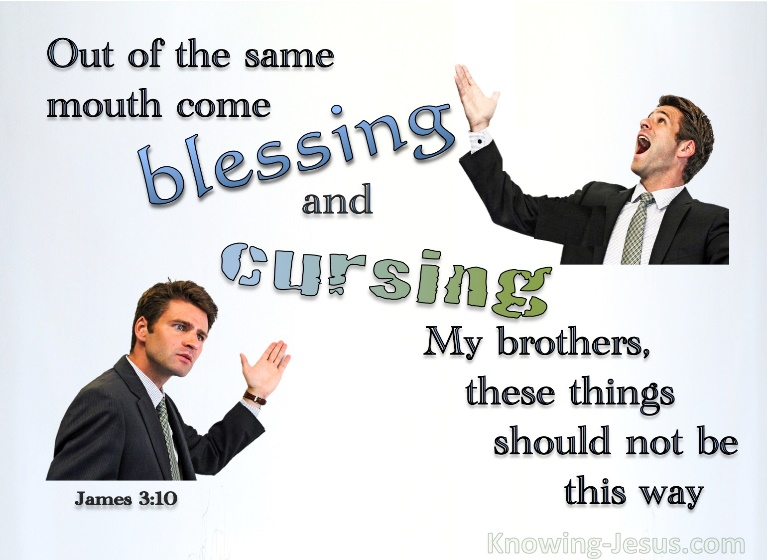 Out of the same
mouth come
blessing
and
cursing
My brothers,
these things
should not be
this way
James 3:10
Knowing-Jesus.com